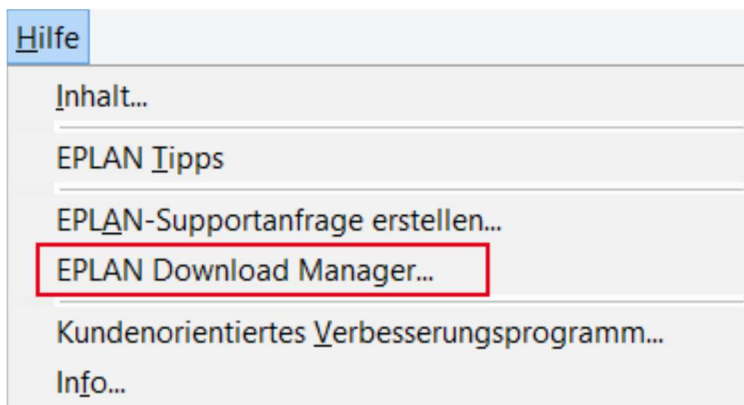 Hilfe
Inhalt...
EPLAN Tipps
EPLAN-Supportanfrage erstellen...
EPLAN Download Manager...
Kundenorientiertes Verbesserungsprogramm...
Info...